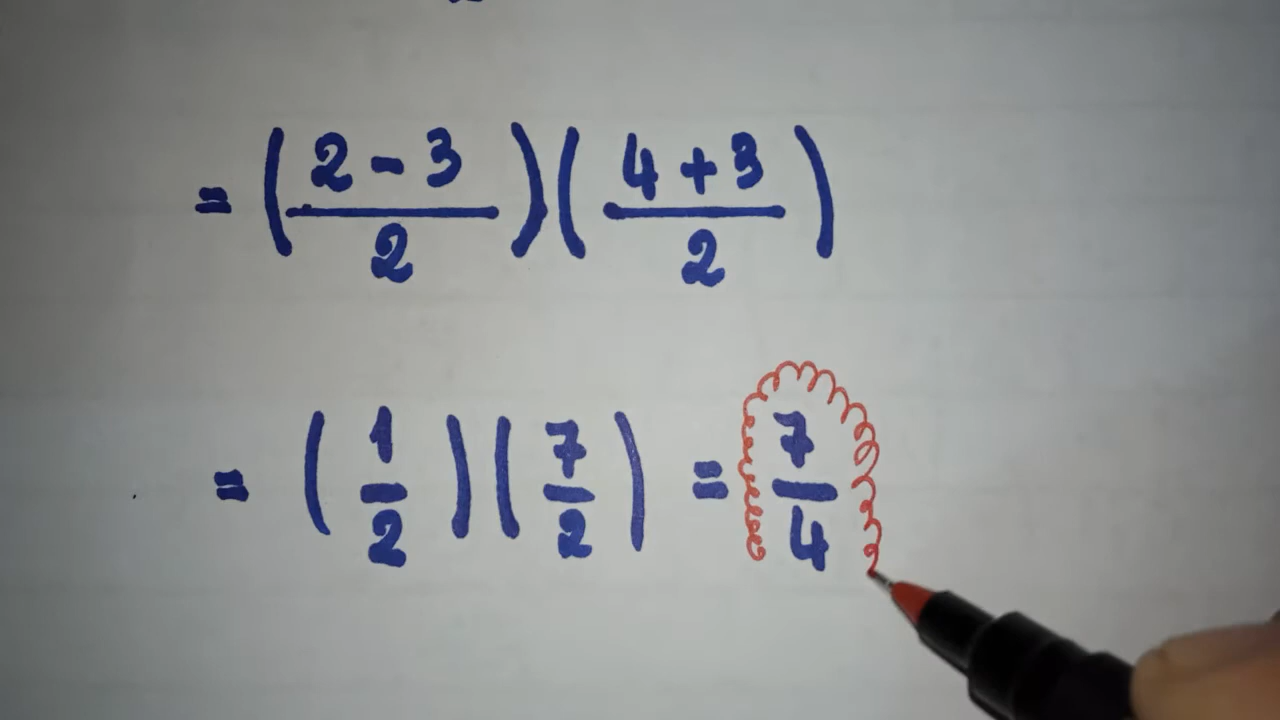 = (2 - 3 / 2)(4 + 3 / 2)
= (1 / 2)(7 / 2) = 7 / 4